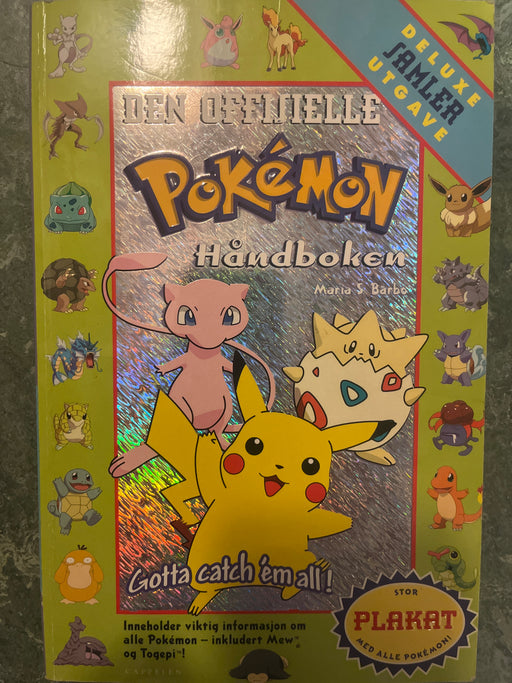 DELUXE
SAMLER
UTGAVE
DEN OFFISIELLE
POKéMON
Håndboken
Maria S Barbo
Gotta catch 'em all!
STOR
PLAKAT
MED ALLE POKÉMON!
Inneholder viktig informasjon om
alle Pokémon – inkludert Mew™
og Togepi™!
CAPPELEN